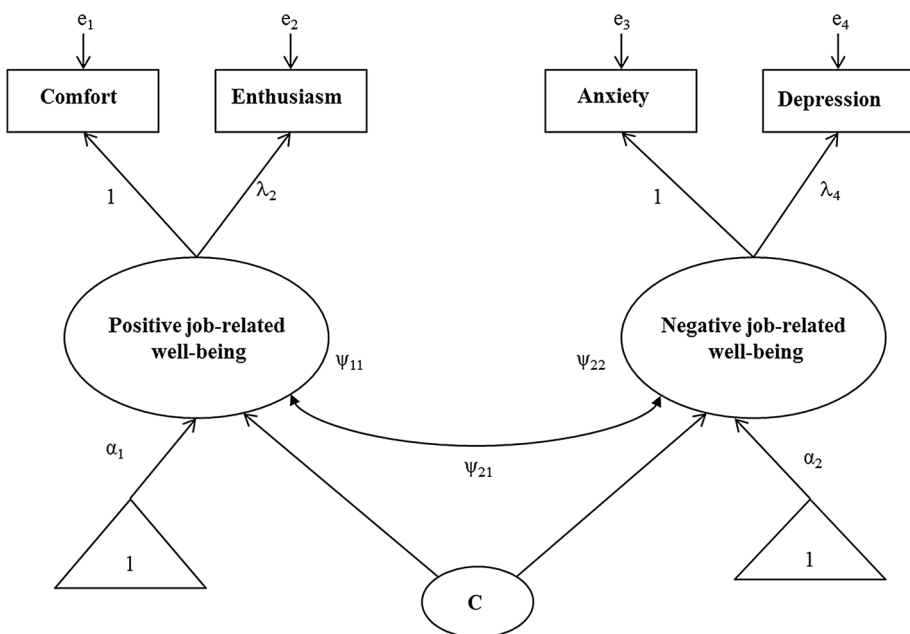 e₁
e₂
e₃
e₄
Comfort
Enthusiasm
Anxiety
Depression
1
λ₂
1
λ₄
Positive job-related
well-being
Negative job-related
well-being
ψ₁₁
ψ₂₂
α₁
ψ₂₁
α₂
1
1
C